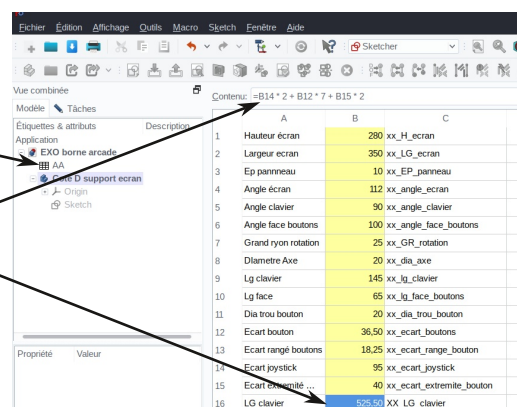 Fichier Édition Affichage Outils Macro Sketch Fenêtre Aide
Sketcher
Vue combinée
Contenu: =B14 * 2 + B12 * 7 + B15 * 2
Modèle Tâches
Étiquettes & attributs Description
Application
EXO borne arcade
AA
Coté D support ecran
Origin
Sketch
Propriété Valeur
A B C
1 Hauteur écran 280 xx_H_ecran
2 Largeur ecran 350 xx_LG_ecran
3 Ep pannneau 10 xx_EP_panneau
4 Angle écran 112 xx_angle_ecran
5 Angle clavier 90 xx_angle_clavier
6 Angle face boutons 100 xx_angle_face_boutons
7 Grand ryon rotation 25 xx_GR_rotation
8 DIametre Axe 20 xx_dia_axe
9 Lg clavier 145 xx_lg_clavier
10 Lg face 65 xx_lg_face_boutons
11 Dia trou bouton 20 xx_dia_trou_bouton
12 Ecart bouton 36,50 xx_ecart_boutons
13 Ecart rangé boutons 18,25 xx_ecart_range_bouton
14 Ecart joystick 95 xx_ecart_joystick
15 Ecart extremité ... 40 xx_ecart_extremite_bouton
16 LG clavier 525,50 XX_LG_clavier